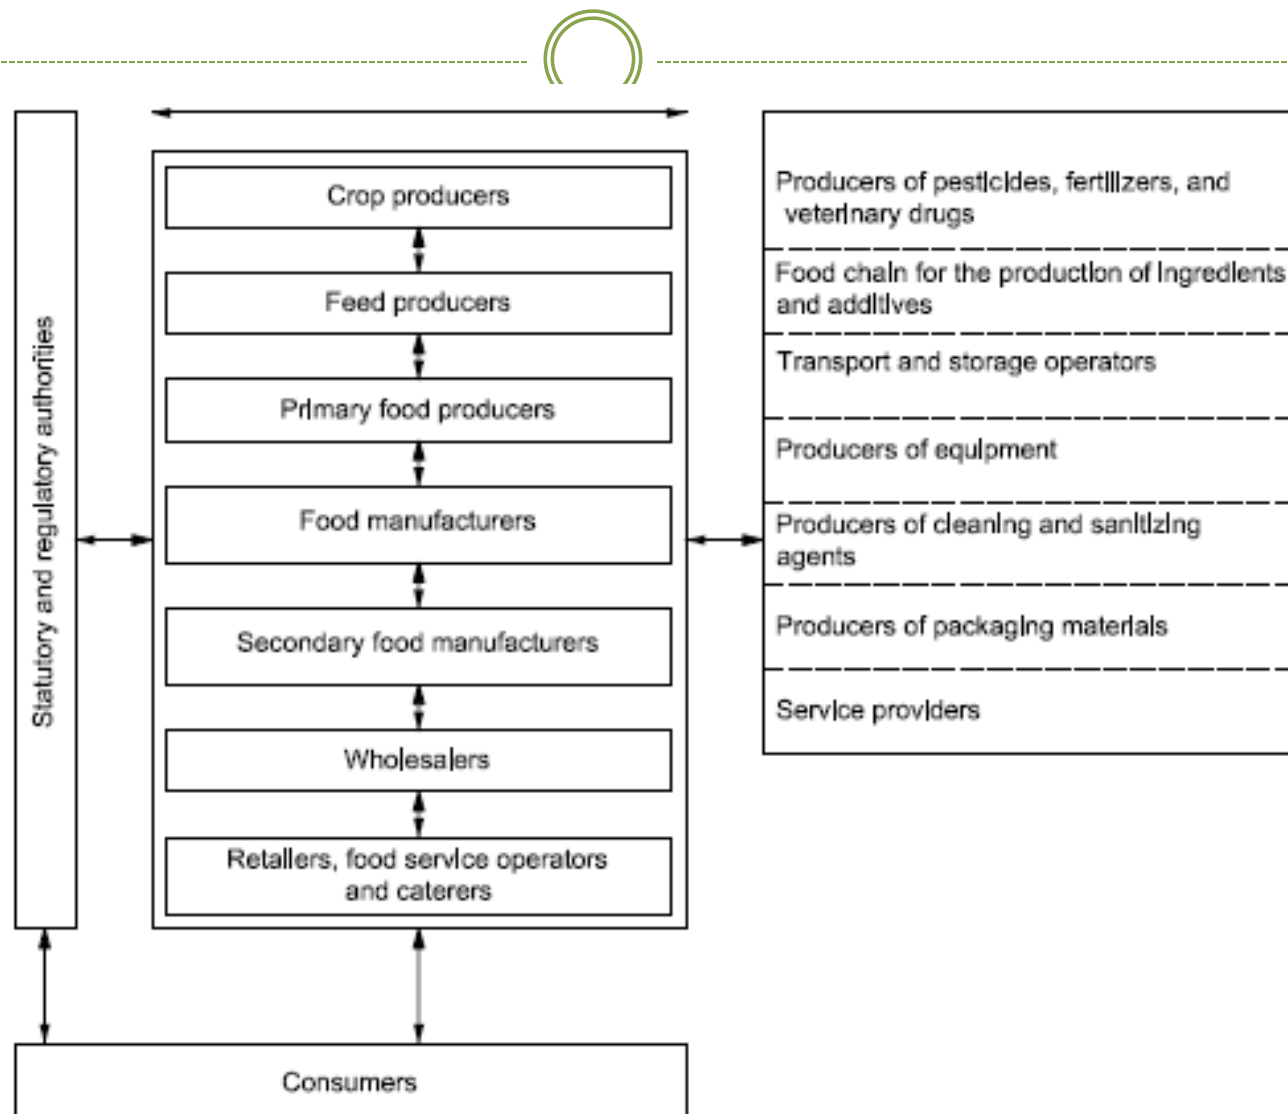 Statutory and regulatory authorities
Crop producers
Feed producers
Primary food producers
Food manufacturers
Secondary food manufacturers
Wholesalers
Retailers, food service operators
and caterers
Producers of pesticides, fertilizers, and
veterinary drugs
Food chain for the production of ingredients
and additives
Transport and storage operators
Producers of equipment
Producers of cleaning and sanitizing
agents
Producers of packaging materials
Service providers
Consumers